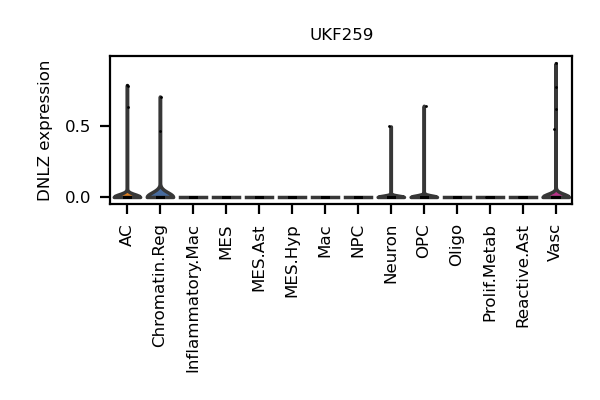 UKF259
DNLZ expression
0.5
0.0
AC
Chromatin.Reg
Inflammatory.Mac
MES
MES.Ast
MES.Hyp
Mac
NPC
Neuron
OPC
Oligo
Prolif.Metab
Reactive.Ast
Vasc